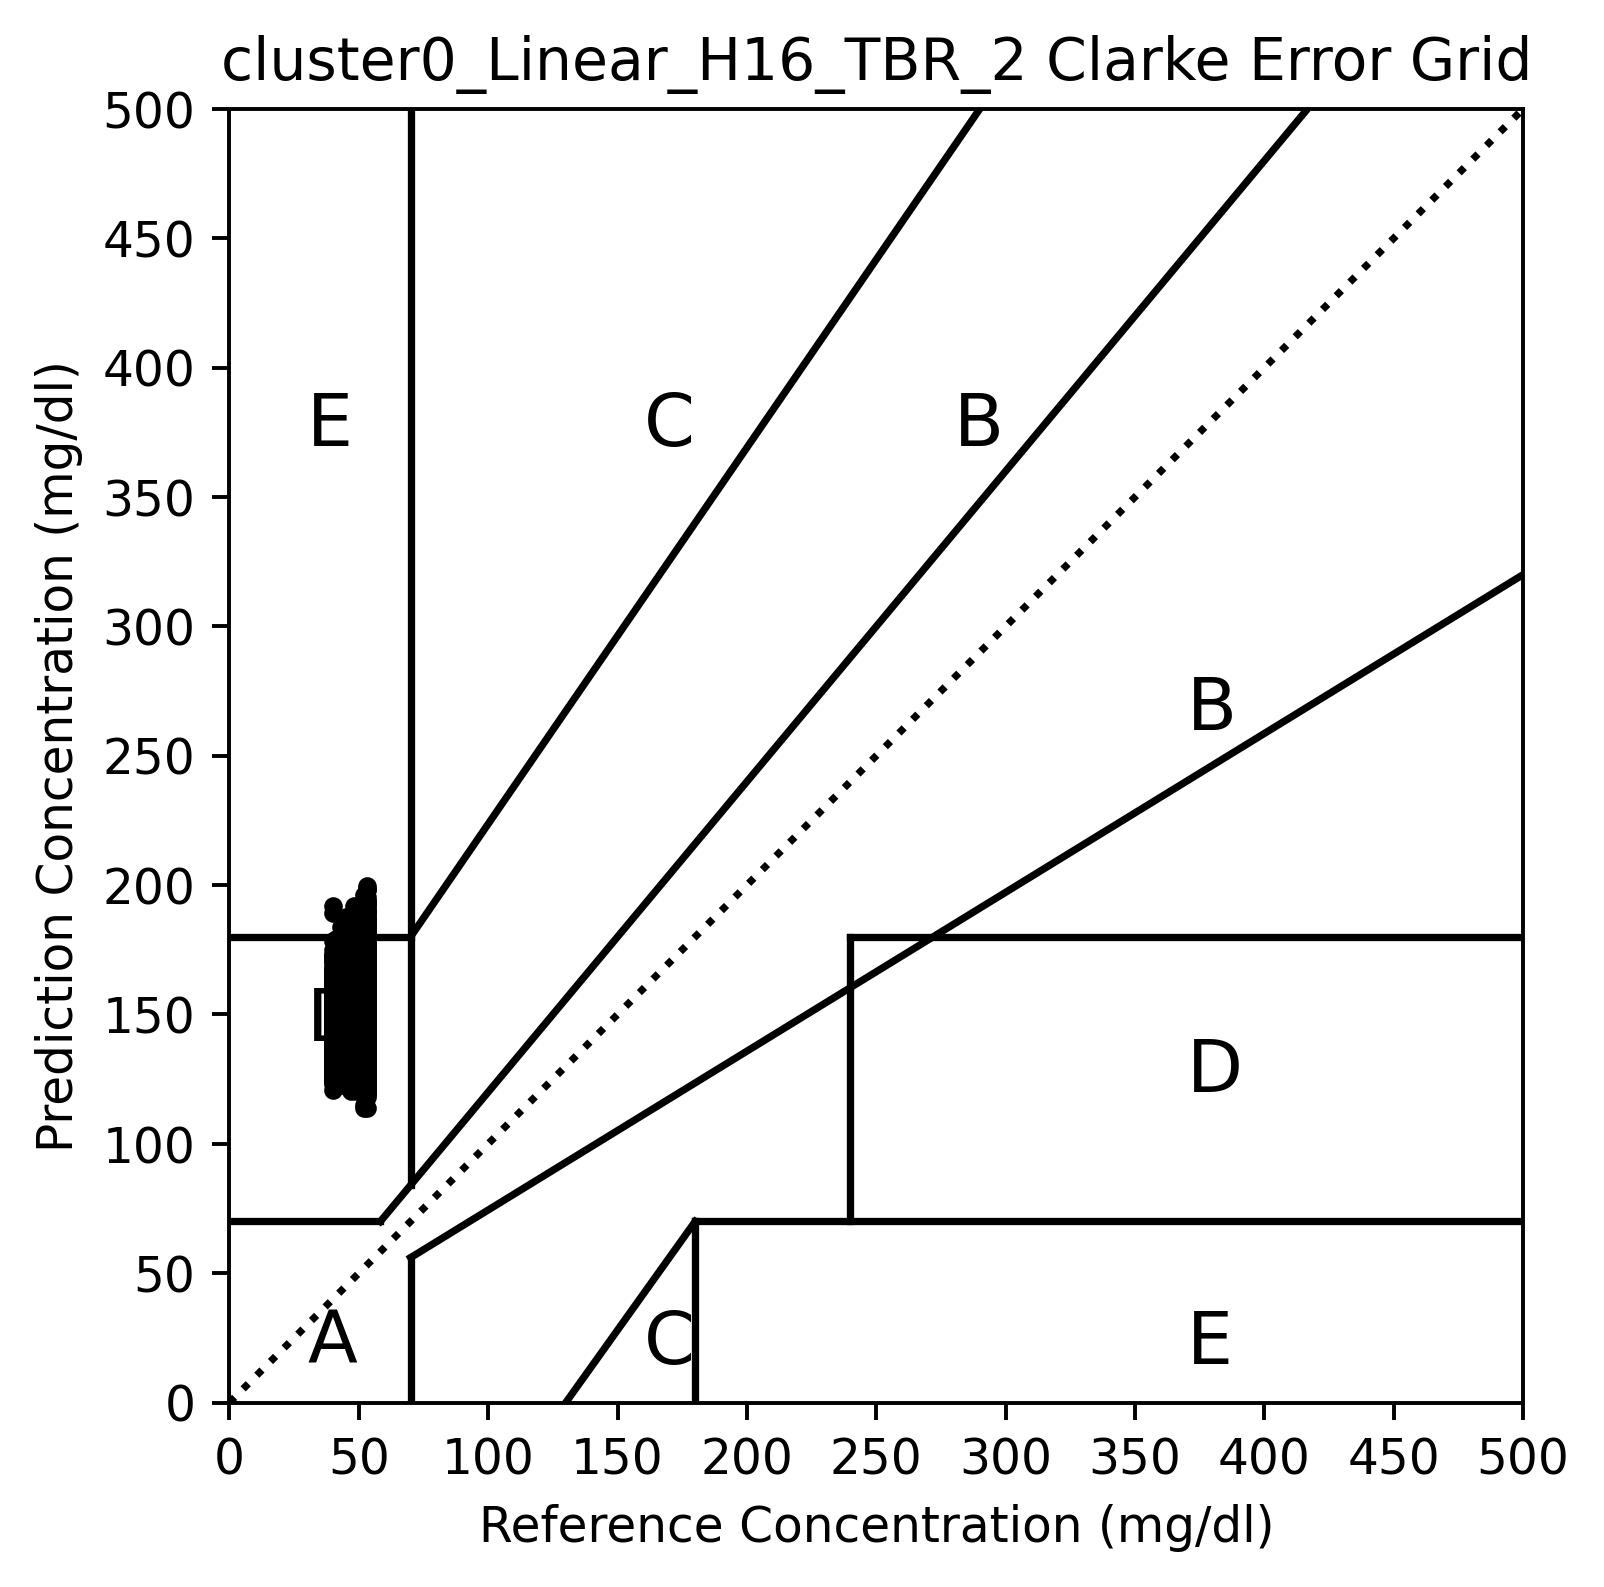 cluster0_Linear_H16_TBR_2 Clarke Error Grid
500
450
400
350
300
250
200
150
100
50
0
Prediction Concentration (mg/dl)
E
C
B
B
D
A
C
E
0 50 100 150 200 250 300 350 400 450 500
Reference Concentration (mg/dl)